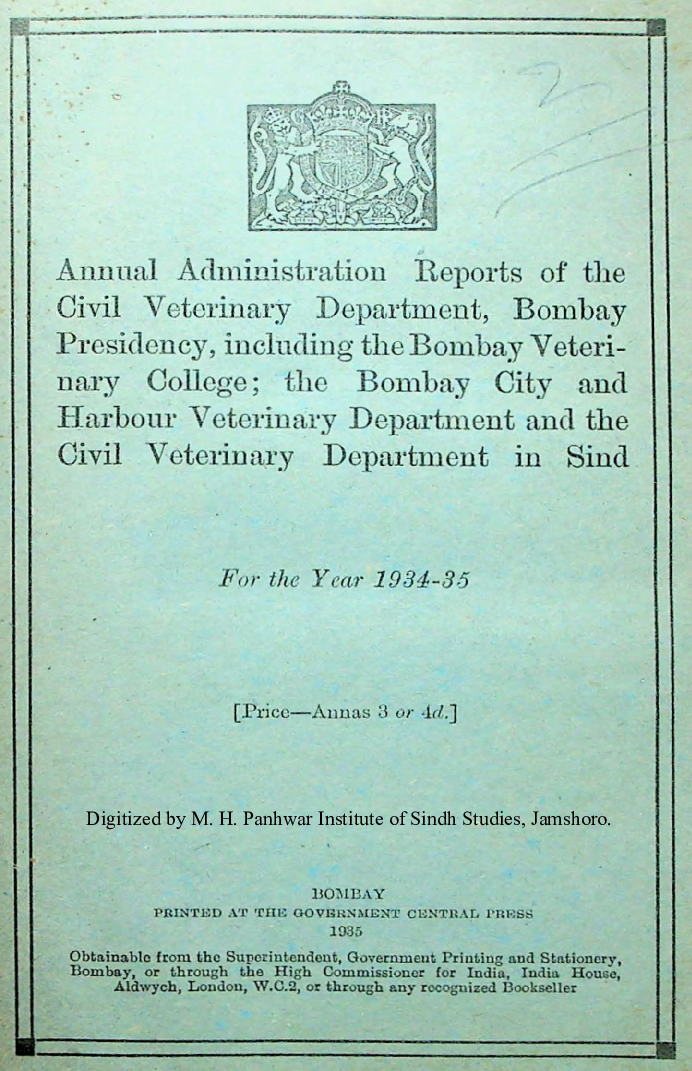 Annual Administration Reports of the
Civil Veterinary Department, Bombay
Presidency, including the Bombay Veteri-
nary College; the Bombay City and
Harbour Veterinary Department and the
Civil Veterinary Department in Sind
For the Year 1934-35
[Price—Annas 3 or 4d.]
Digitized by M. H. Panhwar Institute of Sindh Studies, Jamshoro.
BOMBAY
PRINTED AT THE GOVERNMENT CENTRAL PRESS
1935
Obtainable from the Superintendent, Government Printing and Stationery,
Bombay, or through the High Commissioner for India, India House,
Aldwych, London, W.C.2, or through any recognized Bookseller